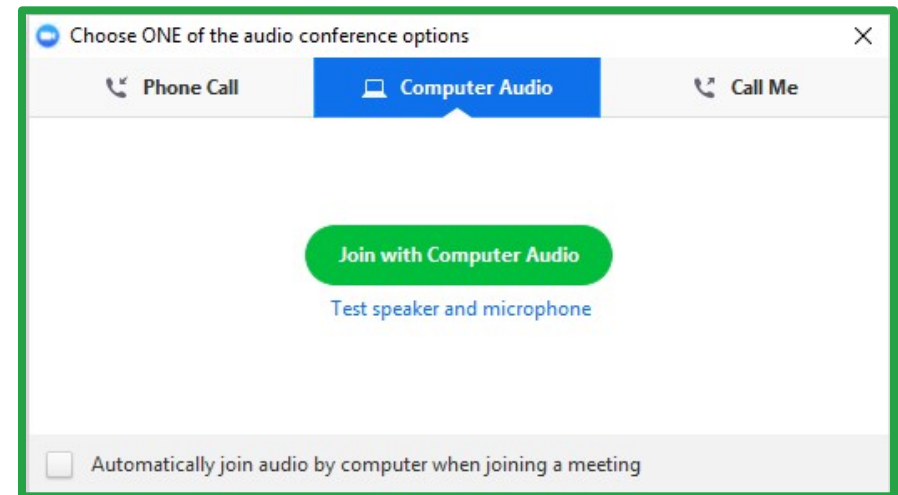 Choose ONE of the audio conference options
Phone Call
Computer Audio
Call Me
Join with Computer Audio
Test speaker and microphone
Automatically join audio by computer when joining a meeting